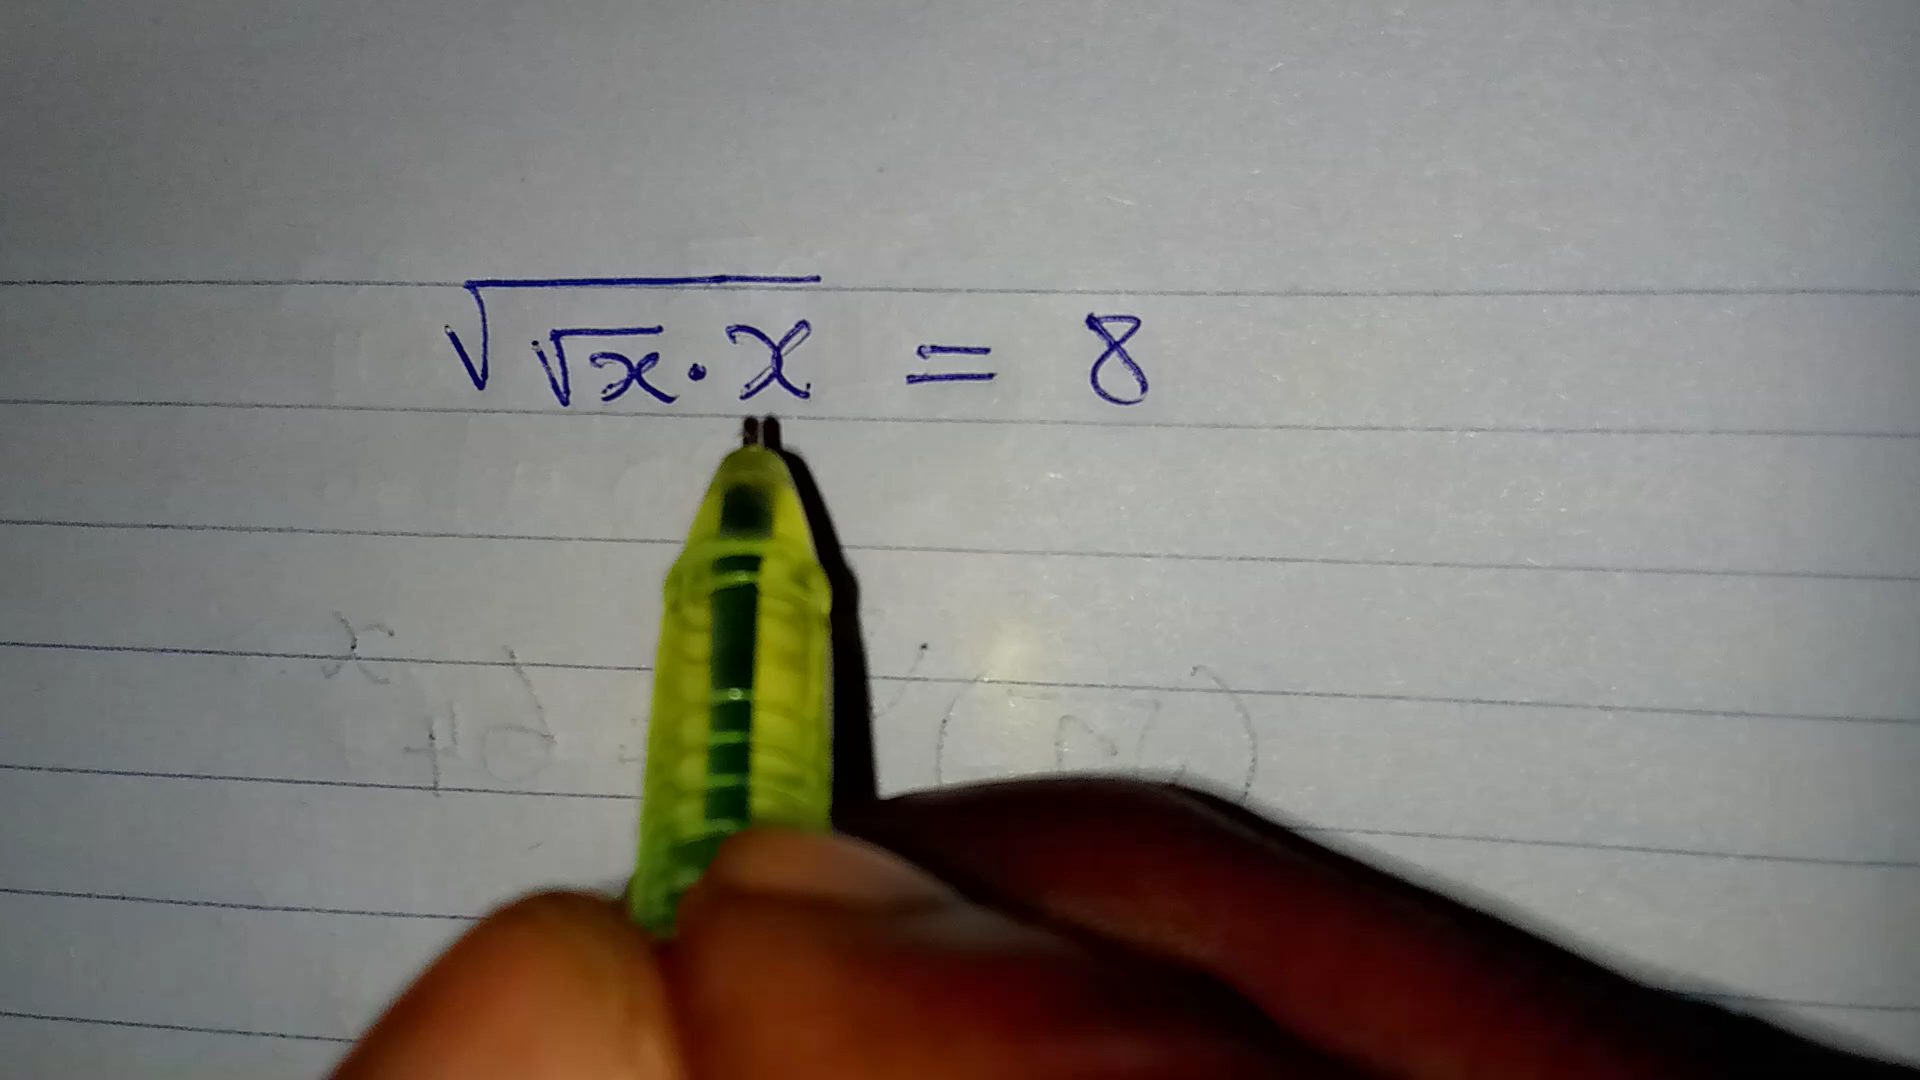 √(√x · x) = 8